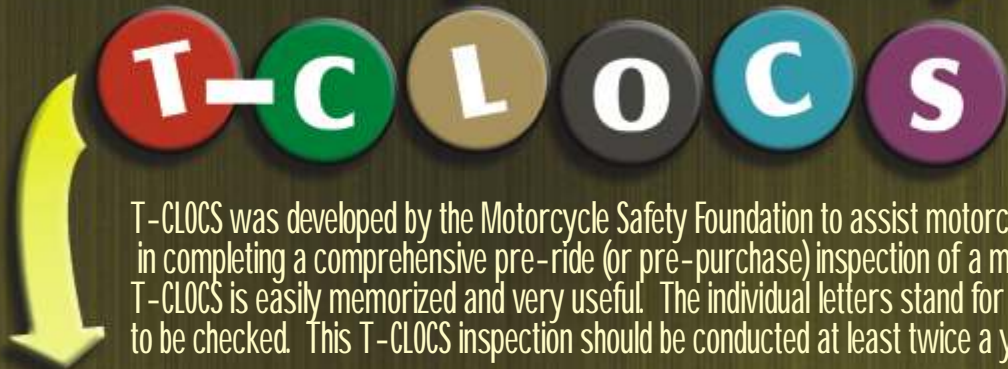 T-CLOCS
T-CLOCS was developed by the Motorcycle Safety Foundation to assist
in completing a comprehensive pre-ride (or pre-purchase) inspection of a
T-CLOCS is easily memorized and very useful. The individual letters stand for
to be checked. This T-CLOCS inspection should be conducted at least twice a